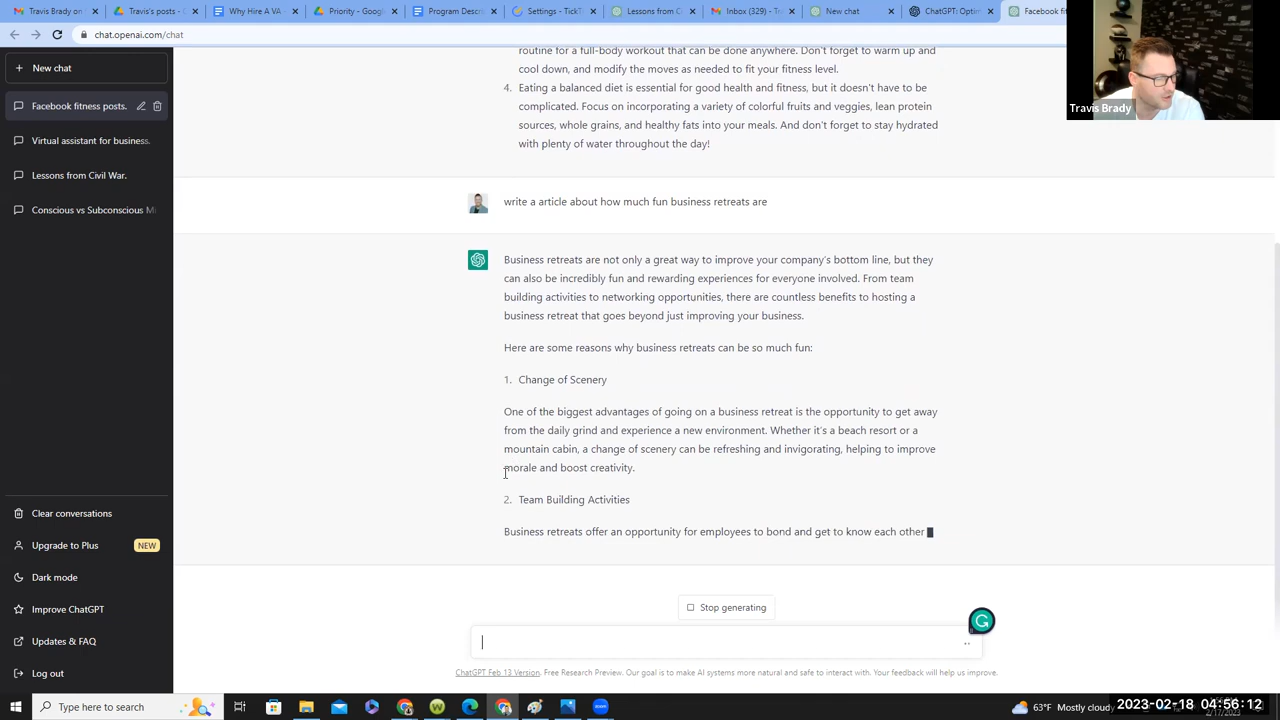 Why Hire A VA -
Travis's posts - G
Priority - Google
Program Descri
Sprints - TickT
Lessons from Ci
Inbox (329) - Tr
New chat
ChatGPT: Optim
Facebook fit
chat.openai.com/chat
New chat
Facebook fitness posts.
Virtual assistant for business.
Lessons from Civil War.
Conscious vs Subconscious M
Clear conversations
Upgrade to Plus NEW
Dark mode
Improve ChatGPT
Updates & FAQ
Log out
routine for a full-body workout that can be done anywhere. Don't forget to warm up and
cool down, and modify the moves as needed to fit your fitness level.
4. Eating a balanced diet is essential for good health and fitness, but it doesn't have to be
complicated. Focus on incorporating a variety of colorful fruits and veggies, lean protein
sources, whole grains, and healthy fats into your meals. And don't forget to stay hydrated
with plenty of water throughout the day!
write a article about how much fun business retreats are
Business retreats are not only a great way to improve your company's bottom line, but they
can also be incredibly fun and rewarding experiences for everyone involved. From team
building activities to networking opportunities, there are countless benefits to hosting a
business retreat that goes beyond just improving your business.
Here are some reasons why business retreats can be so much fun:
1. Change of Scenery
One of the biggest advantages of going on a business retreat is the opportunity to get away
from the daily grind and experience a new environment. Whether it's a beach resort or a
mountain cabin, a change of scenery can be refreshing and invigorating, helping to improve
morale and boost creativity.
2. Team Building Activities
Business retreats offer an opportunity for employees to bond and get to know each other
Stop generating
ChatGPT Feb 13 Version. Free Research Preview. Our goal is to make AI systems more natural and safe to interact with. Your feedback will help us improve.
Travis Brady
Type here to search
63°F Mostly cloudy
2023-02-18 04:56:12